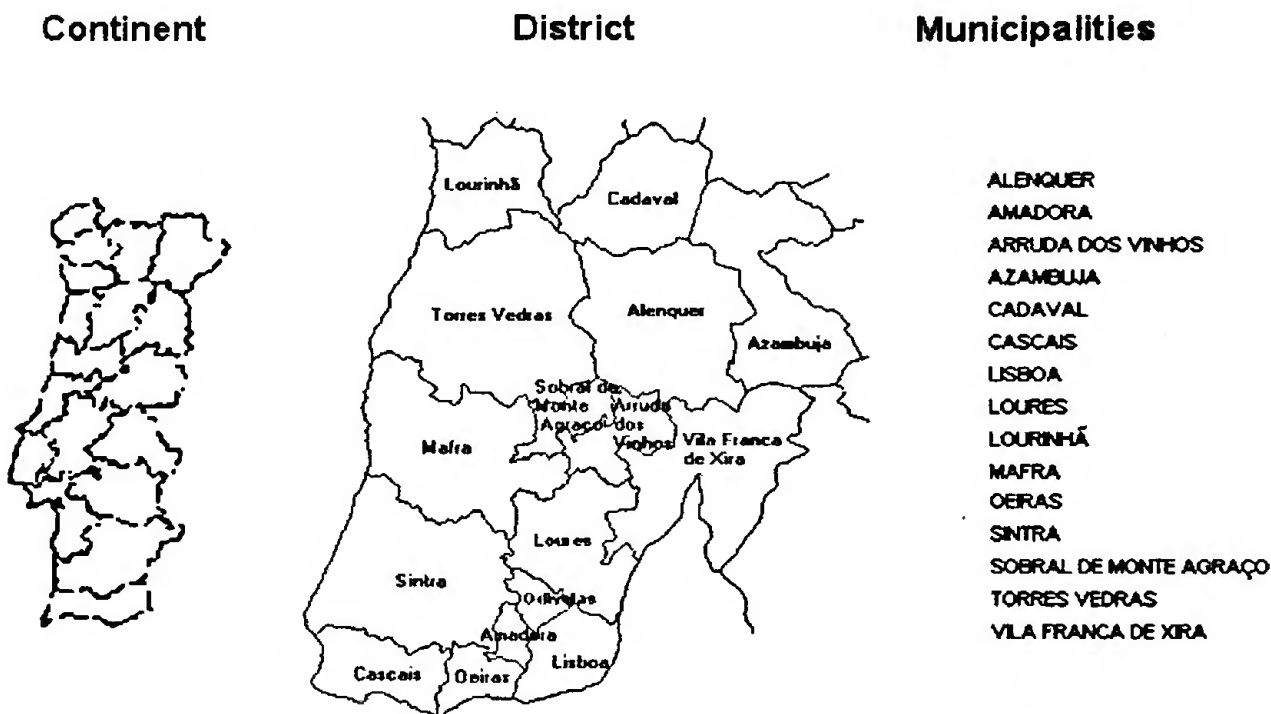 Continent
District
Municipalities
Lourinhã
Cadaval
Torres Vedras
Alenquer
Azambuja
Sobral de
Monte
Agraço
Arruda
dos
Vinhos
Mafra
Vila Franca
de Xira
Loures
Sintra
Odivelas
Amadora
Lisboa
Cascais
Oeiras
ALENQUER
AMADORA
ARRUDA DOS VINHOS
AZAMBUJA
CADAVAL
CASCAIS
LISBOA
LOURES
LOURINHÃ
MAFRA
OEIRAS
SINTRA
SOBRAL DE MONTE AGRAÇO
TORRES VEDRAS
VILA FRANCA DE XIRA